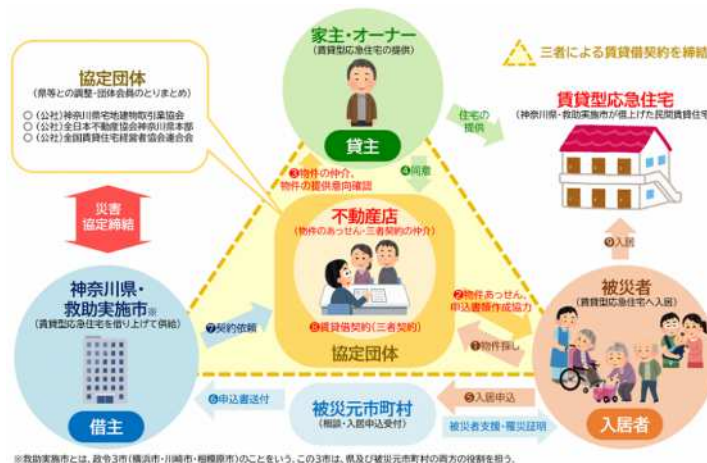 家主・オーナー
(賃貸型応急住宅の提供)
貸主
三者による賃貸借契約を締結
協定団体
(県等との調整・団体会員のとりまとめ)
○(公社)神奈川県宅地建物取引業協会
○(公社)全日本不動産協会神奈川県本部
○(公社)全国賃貸住宅経営者協会連合会
住宅の
提供
賃貸型応急住宅
(神奈川県・救助実施市が借上げた民間賃貸住宅)
❸物件の仲介、
物件の提供意向確認
❹同意
災害
協定締結
不動産店
(物件のあっせん・三者契約の仲介)
❽賃貸借契約(三者契約)
協定団体
❾入居
神奈川県・
救助実施市※
(賃貸型応急住宅を借り上げて供給)
借主
❼契約依頼
❷物件あっせん、
申込書類作成協力
❶物件探し
被災者
(賃貸型応急住宅へ入居)
入居者
❻申込書送付
被災元市町村
(相談・入居申込受付)
❺入居申込
被災者支援・罹災証明
※救助実施市とは、政令3市(横浜市・川崎市・相模原市)のことをいう。この3市は、県及び被災元市町村の両方の役割を担う。